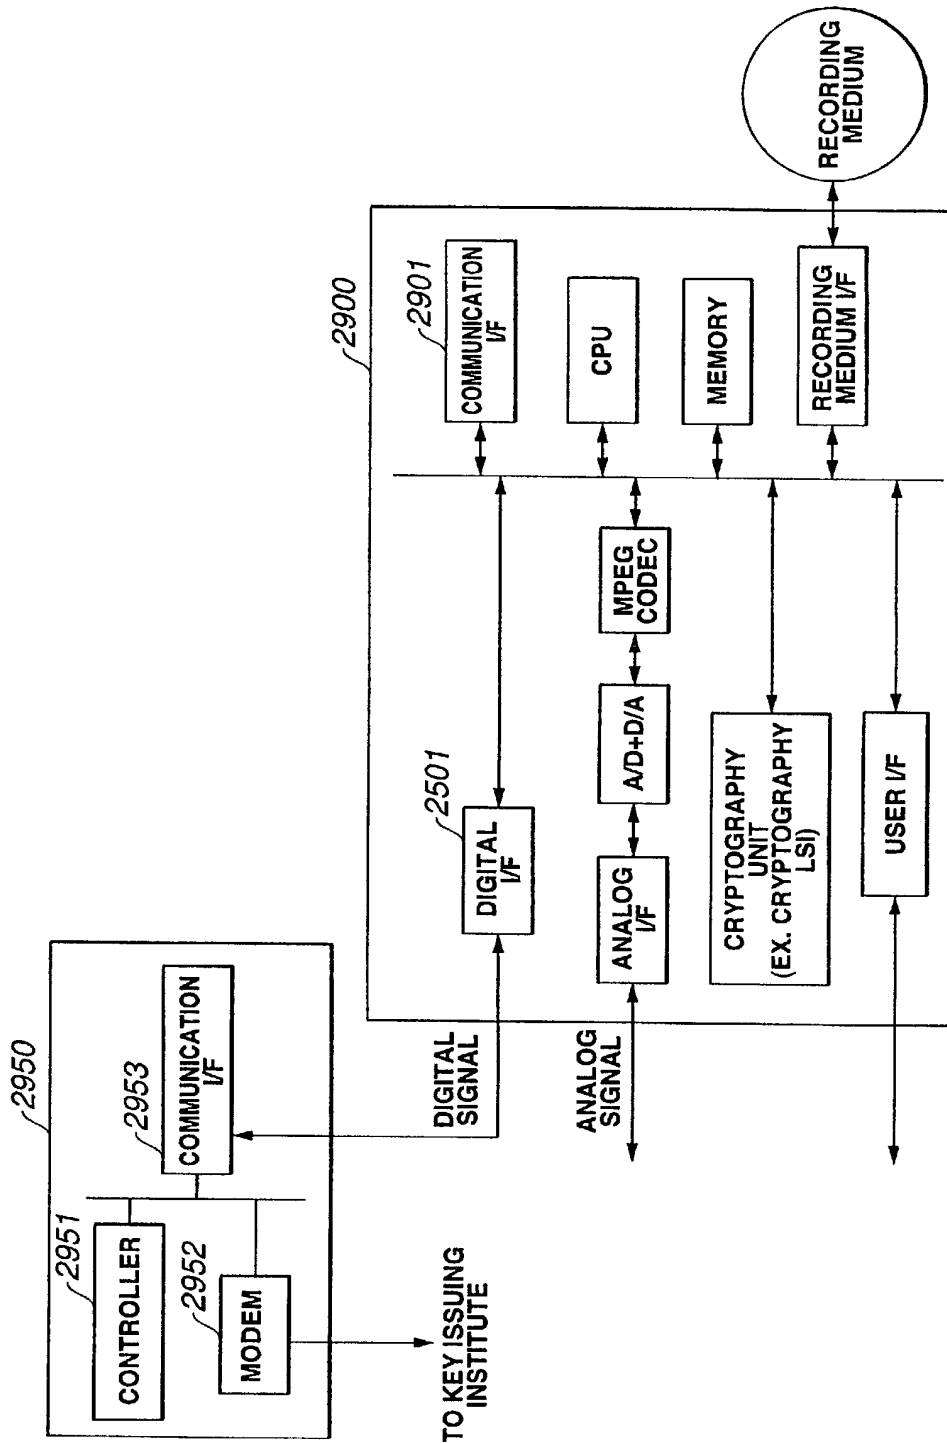 2950
2951
CONTROLLER
2952
MODEM
2953
COMMUNICATION
I/F
TO KEY ISSUING
INSTITUTE
DIGITAL
SIGNAL
ANALOG
SIGNAL
2900
2501
DIGITAL
I/F
ANALOG
I/F
A/D+D/A
MPEG
CODEC
CRYPTOGRAPHY
UNIT
(EX. CRYPTOGRAPHY
LSI)
USER I/F
2901
COMMUNICATION
I/F
CPU
MEMORY
RECORDING
MEDIUM I/F
RECORDING
MEDIUM